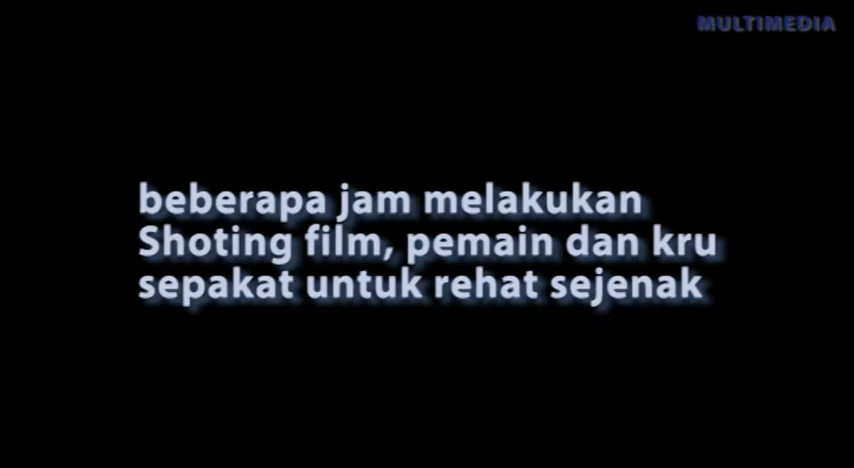 MULTIMEDIA
beberapa jam melakukan
Shoting film, pemain dan kru
sepakat untuk rehat sejenak